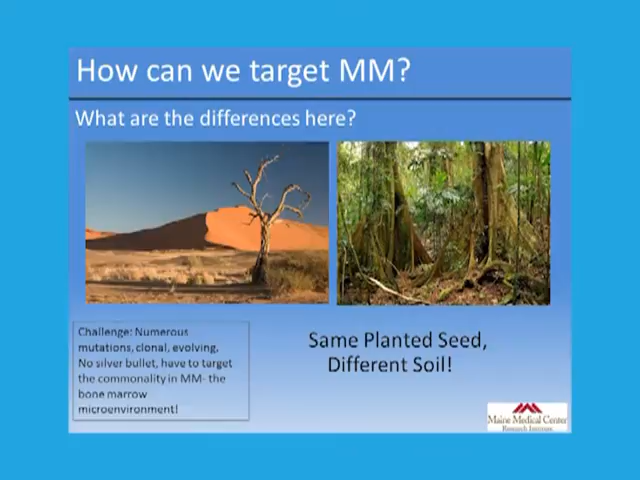 How can we target MM?
What are the differences here?
Challenge: Numerous
mutations, clonal, evolving.
No silver bullet, have to target
the commonality in MM- the
bone marrow
microenvironment!
Same Planted Seed,
Different Soil!
Maine Medical Center
Research Institute